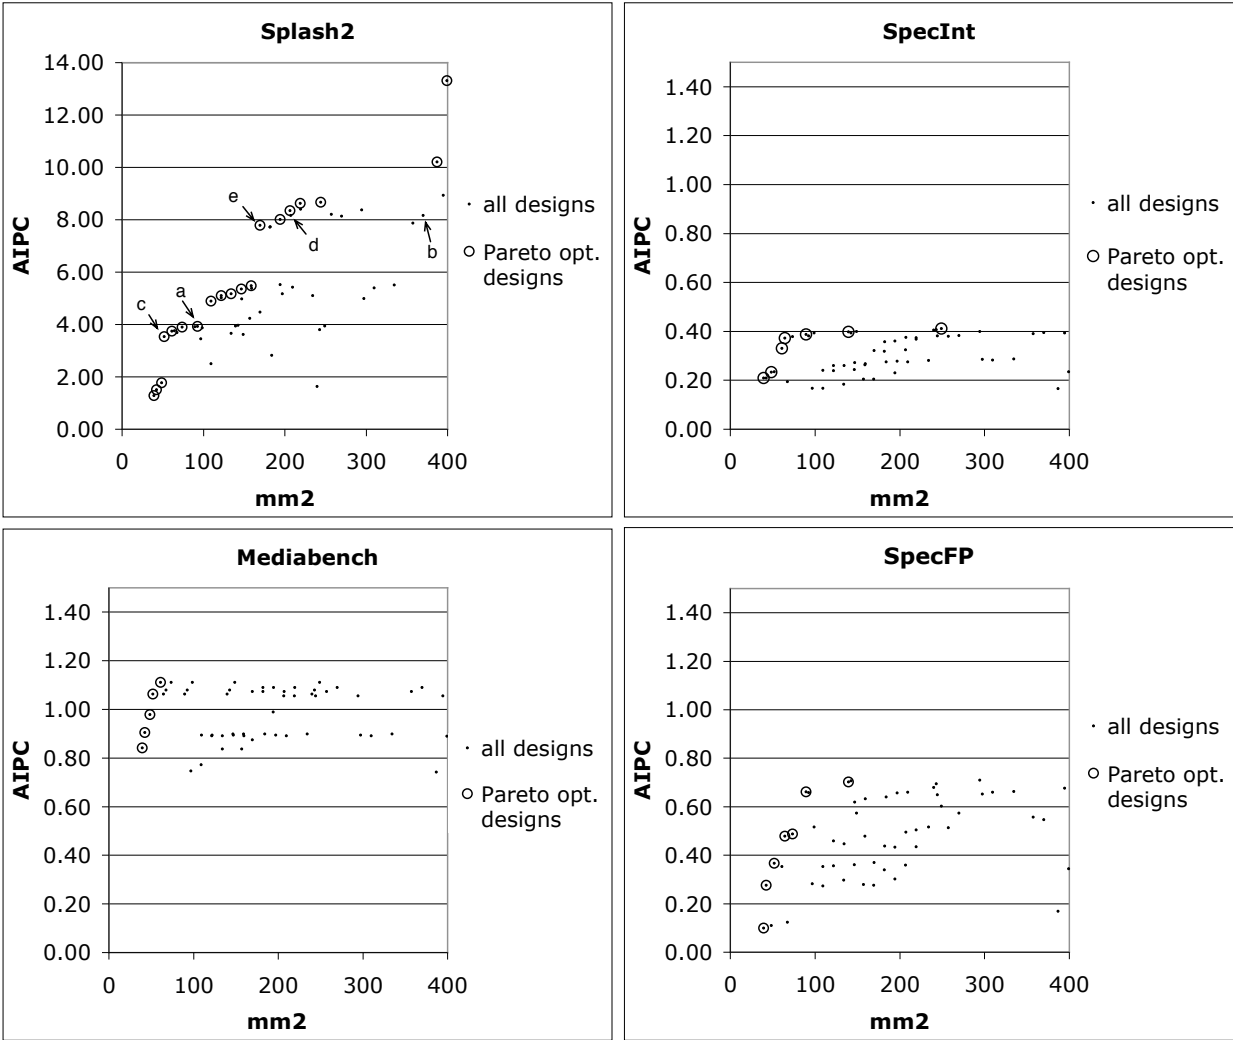 Splash2
14.00
12.00
10.00
8.00
6.00
4.00
2.00
0.00
0 100 200 300 400
AIPC
mm2
a
b
c
d
e
all designs
Pareto opt.
designs
SpecInt
1.40
1.20
1.00
0.80
0.60
0.40
0.20
0.00
0 100 200 300 400
AIPC
mm2
all designs
Pareto opt.
designs
Mediabench
1.40
1.20
1.00
0.80
0.60
0.40
0.20
0.00
0 100 200 300 400
AIPC
mm2
all designs
Pareto opt.
designs
SpecFP
1.40
1.20
1.00
0.80
0.60
0.40
0.20
0.00
0 100 200 300 400
AIPC
mm2
all designs
Pareto opt.
designs